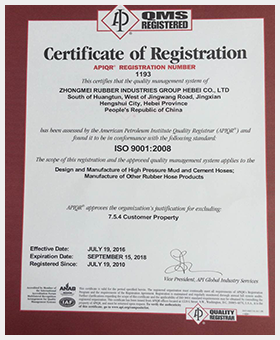 QMS
REGISTERED
Certificate of Registration
APIQR® REGISTRATION NUMBER
1193
This certifies that the quality management system of
ZHONGMEI RUBBER INDUSTRIES GROUP HEBEI CO., LTD
South of Huangtun, West of Jingwang Road, Jingxian
Hengshui City, Hebei Province
People's Republic of China
has been assessed by the American Petroleum Institute Quality Registrar (APIQR®) and
found it to be in conformance with the following standard:
ISO 9001:2008
The scope of this registration and the approved quality management system applies to the
Design and Manufacture of High Pressure Mud and Cement Hoses;
Manufacture of Other Rubber Hose Products
APIQR® approves the organization's justification for excluding:
7.5.4 Customer Property
Effective Date: JULY 19, 2016
Expiration Date: SEPTEMBER 15, 2018
Registered Since: JULY 19, 2010
Vice President, API Global Industry Services
ANAB
IAF
QUALITY
REGISTRAR